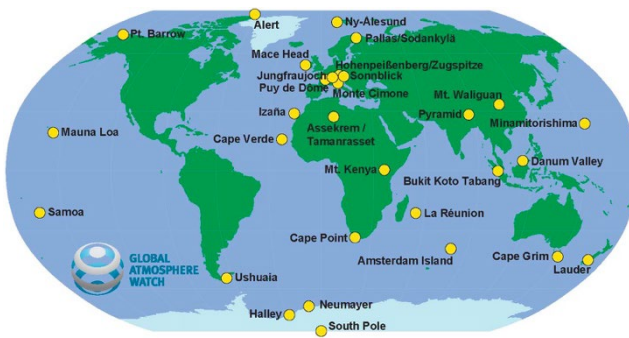 Alert
Ny-Alesund
Pt. Barrow
Pallas/Sodankylä
Mace Head
Hohenpeißenberg/Zugspitze
Jungfraujoch
Sonnblick
Puy de Dôme
Monte Cimone
Mt. Waliguan
Izaña
Pyramid
Assekrem /
Tamanrasset
Minamitorishima
Mauna Loa
Cape Verde
Danum Valley
Mt. Kenya
Bukit Koto Tabang
Samoa
La Réunion
Cape Point
Amsterdam Island
Cape Grim
Lauder
GLOBAL
ATMOSPHERE
WATCH
Ushuaia
Neumayer
Halley
South Pole